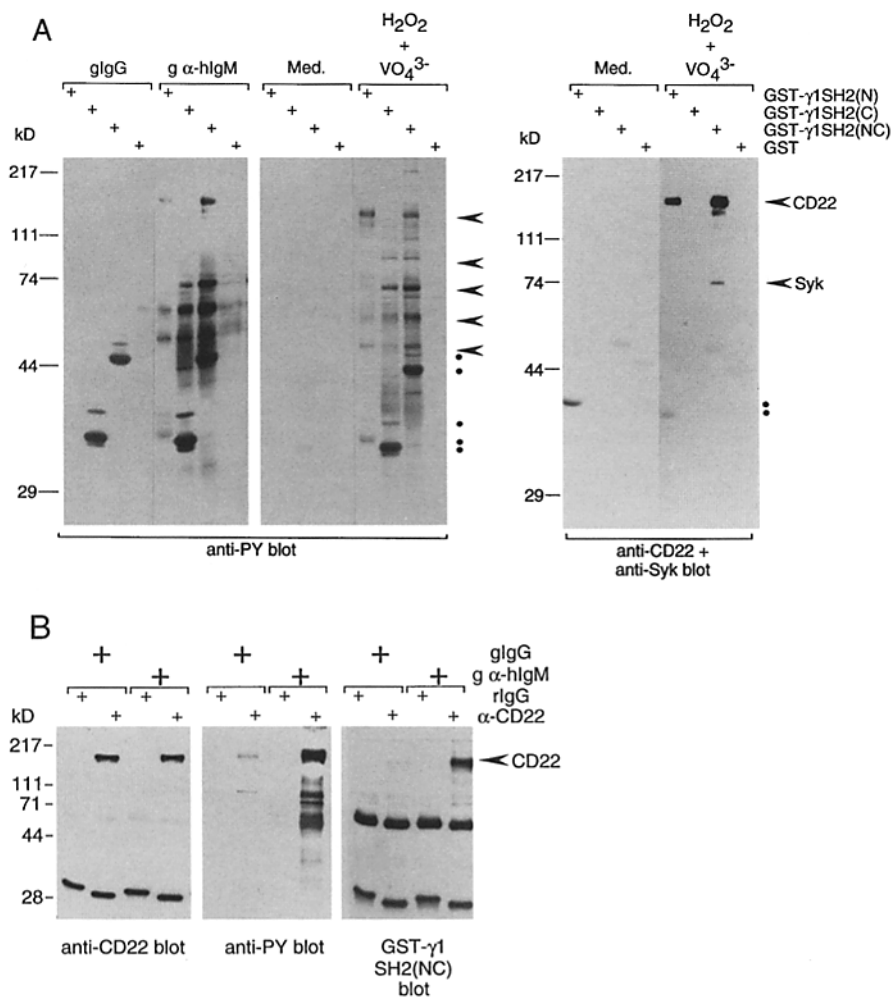 A
H2O2
+
VO4 3-
gIgG
g α-hIgM
Med.
+ + + +
+ + + +
+ + + +
+ + + +
kD
217
111
74
44
29
anti-PY blot
H2O2
+
VO4 3-
Med.
+ + GST-γ1SH2(N)
+ + GST-γ1SH2(C)
+ + GST-γ1SH2(NC)
+ + GST
kD
217
111
74
44
29
CD22
Syk
anti-CD22 +
anti-Syk blot
B
+ + + gIgG
+ + + g α-hIgM
+ + + + + + rIgG
+ + + + + + α-CD22
kD
217-
111-
71-
44-
28-
CD22
anti-CD22 blot
anti-PY blot
GST-γ1
SH2(NC)
blot